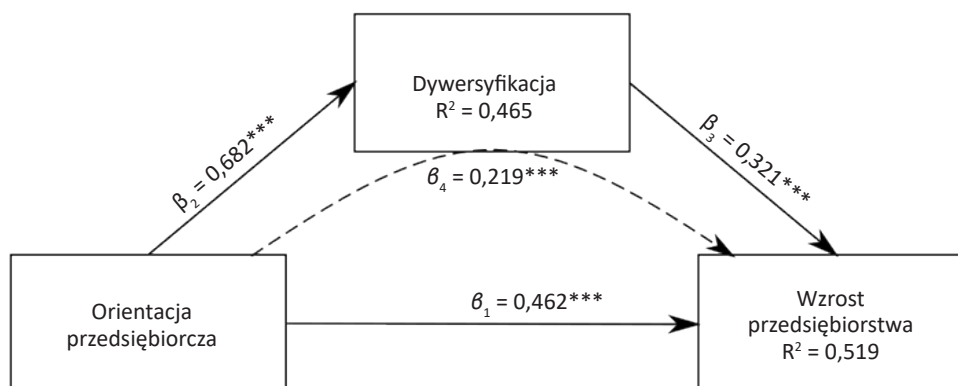 Dywersyfikacja
R² = 0,465
β₂ = 0,682***
β₃ = 0,321***
β₄ = 0,219***
Orientacja
przedsiębiorcza
β₁ = 0,462***
Wzrost
przedsiębiorstwa
R² = 0,519